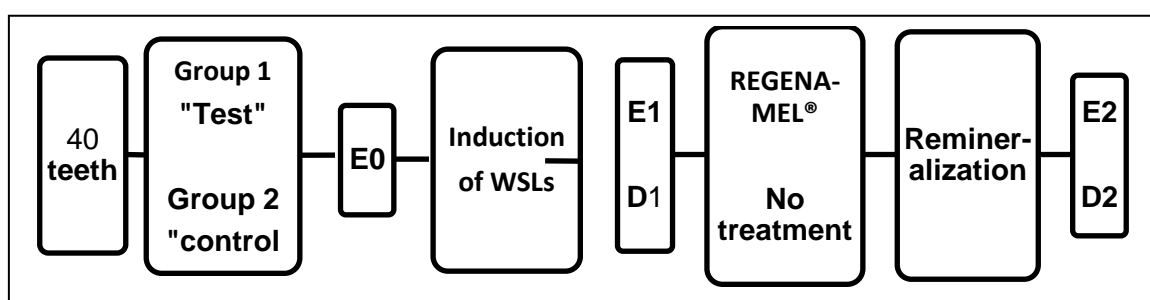 40
teeth
Group 1
"Test"
Group 2
"control
E0
Induction
of WSLs
E1
D1
REGENA-
MEL®
No
treatment
Reminer-
alization
E2
D2